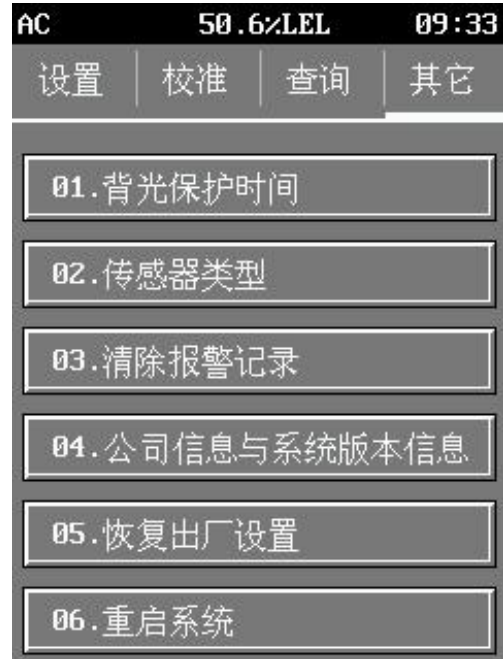 AC 50.6%LEL 09:33
设置 校准 查询 其它
01.背光保护时间
02.传感器类型
03.清除报警记录
04.公司信息与系统版本信息
05.恢复出厂设置
06.重启系统